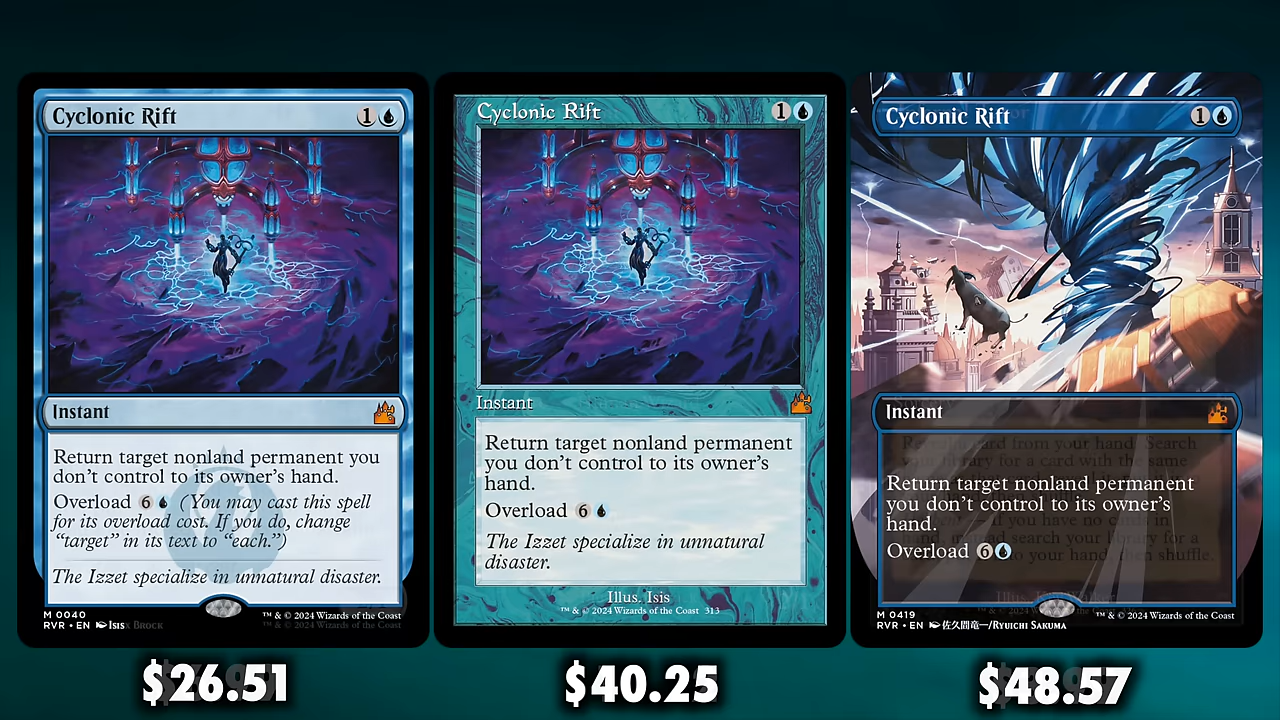 Cyclonic Rift 1
Instant
Return target nonland permanent you
don't control to its owner's hand.
Overload 6 (You may cast this spell
for its overload cost. If you do, change
“target” in its text to “each.”)
The Izzet specialize in unnatural disaster.
M 0040
RVR • EN Isis
™ & © 2024 Wizards of the Coast
$26.51
Cyclonic Rift 1
Instant
Return target nonland permanent
you don't control to its owner's
hand.
Overload 6
The Izzet specialize in unnatural
disaster.
Illus. Isis
™ & © 2024 Wizards of the Coast 313
$40.25
Cyclonic Rift 1
Instant
Return target nonland permanent
you don't control to its owner's
hand.
Overload 6
M 0419
RVR • EN 佐久間竜一/Ryuichi Sakuma
™ & © 2024 Wizards of the Coast
$48.57